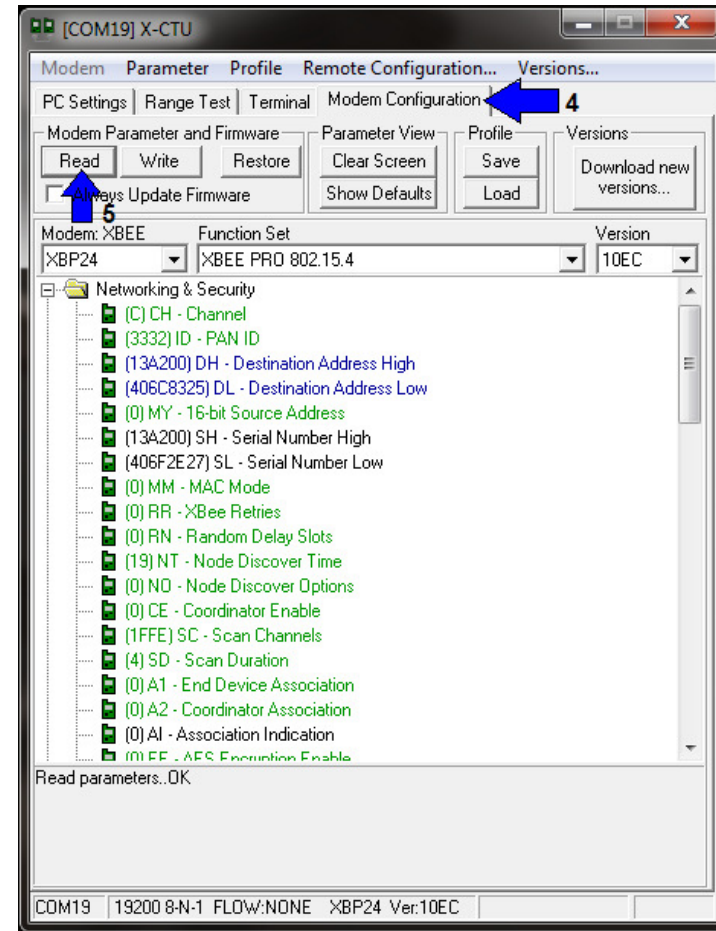 [COM19] X-CTU
Modem Parameter Profile Remote Configuration... Versions...
PC Settings Range Test Terminal Modem Configuration 4
Modem Parameter and Firmware Parameter View Profile Versions
Read Write Restore Clear Screen Save Download new versions...
Always Update Firmware Show Defaults Load
5
Modem: XBEE Function Set Version
XBP24 XBEE PRO 802.15.4 10EC
Networking & Security
(C) CH - Channel
(3332) ID - PAN ID
(13A200) DH - Destination Address High
(406C8325) DL - Destination Address Low
(0) MY - 16-bit Source Address
(13A200) SH - Serial Number High
(406F2E27) SL - Serial Number Low
(0) MM - MAC Mode
(0) RR - XBee Retries
(0) RN - Random Delay Slots
(19) NT - Node Discover Time
(0) NO - Node Discover Options
(0) CE - Coordinator Enable
(1FFE) SC - Scan Channels
(4) SD - Scan Duration
(0) A1 - End Device Association
(0) A2 - Coordinator Association
(0) AI - Association Indication
(0) EE - AES Encryption Enable
Read parameters..OK
COM19 19200 8-N-1 FLOW:NONE XBP24 Ver:10EC